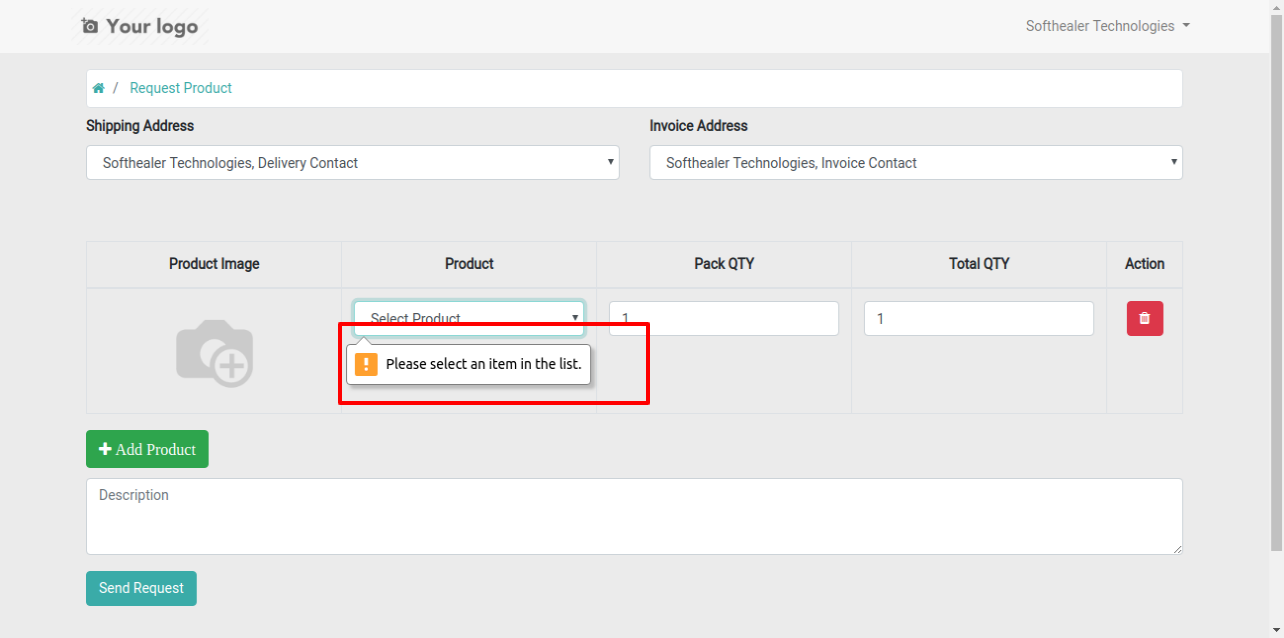 Your logo
Softhealer Technologies
/ Request Product
Shipping Address
Invoice Address
Softhealer Technologies, Delivery Contact
Softhealer Technologies, Invoice Contact
Product Image
Product
Pack QTY
Total QTY
Action
Select Product
1
1
Please select an item in the list.
Add Product
Description
Send Request